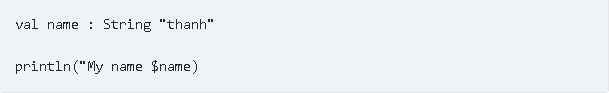 val name : String "thanh"
println("My name $name)